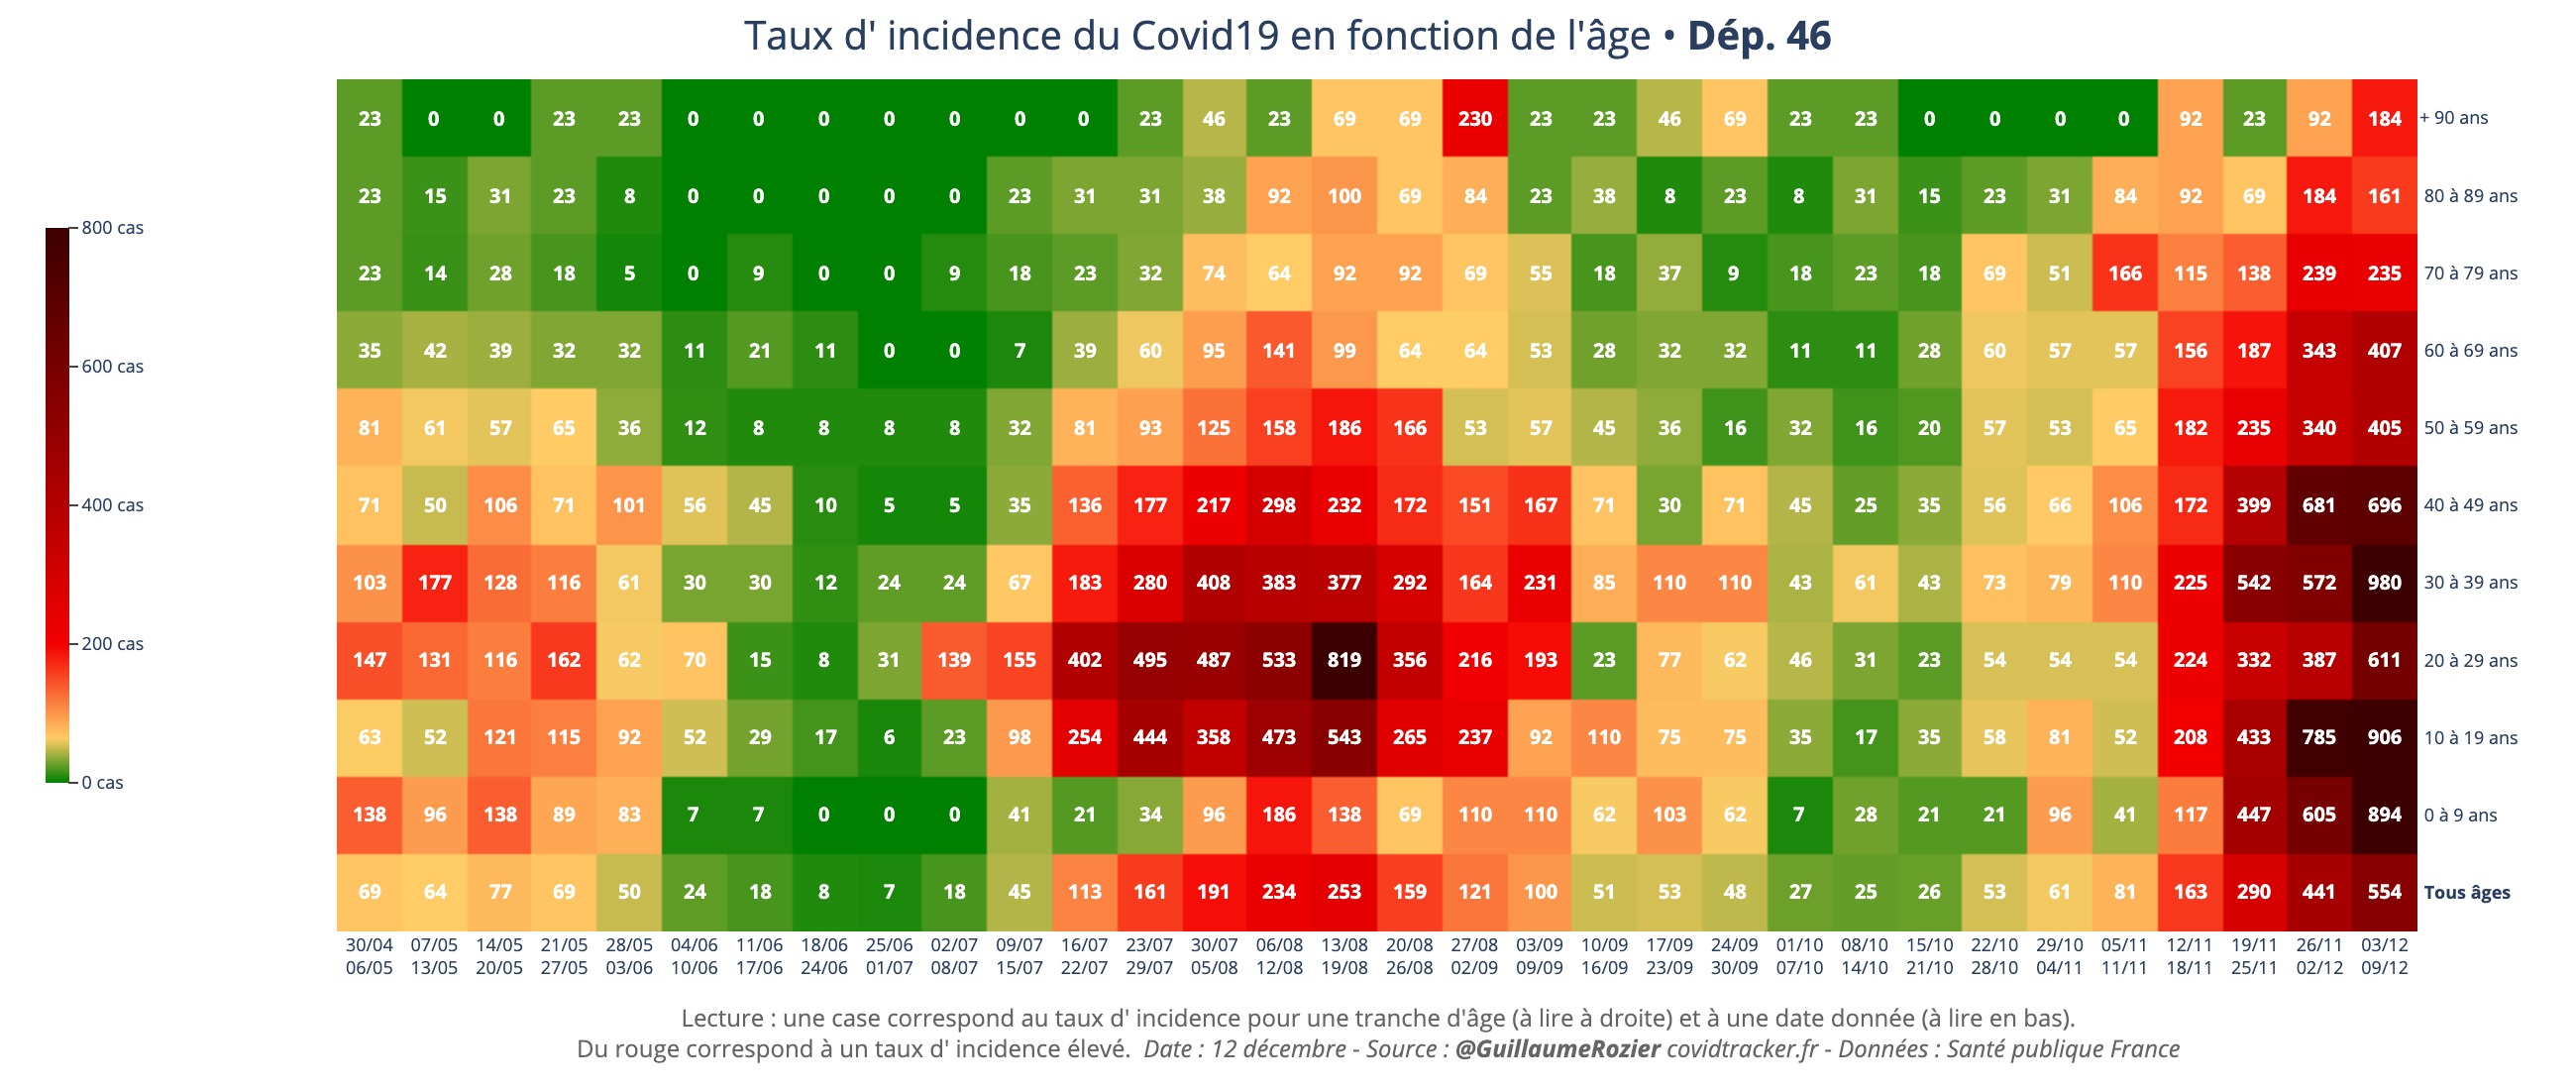 Taux d' incidence du Covid19 en fonction de l'âge • Dép. 46
800 cas
600 cas
400 cas
200 cas
0 cas
23 0 0 23 23 0 0 0 0 0 0 0 23 46 23 69 69 230 23 23 46 69 23 23 0 0 0 0 92 23 92 184 + 90 ans
23 15 31 23 8 0 0 0 0 0 23 31 31 38 92 100 69 84 23 38 8 23 8 31 15 23 31 84 92 69 184 161 80 à 89 ans
23 14 28 18 5 0 9 0 0 9 18 23 32 74 64 92 92 69 55 18 37 9 18 23 18 69 51 166 115 138 239 235 70 à 79 ans
35 42 39 32 32 11 21 11 0 0 7 39 60 95 141 99 64 64 53 28 32 32 11 11 28 60 57 57 156 187 343 407 60 à 69 ans
81 61 57 65 36 12 8 8 8 8 32 81 93 125 158 186 166 53 57 45 36 16 32 16 20 57 53 65 182 235 340 405 50 à 59 ans
71 50 106 71 101 56 45 10 5 5 35 136 177 217 298 232 172 151 167 71 30 71 45 25 35 56 66 106 172 399 681 696 40 à 49 ans
103 177 128 116 61 30 30 12 24 24 67 183 280 408 383 377 292 164 231 85 110 110 43 61 43 73 79 110 225 542 572 980 30 à 39 ans
147 131 116 162 62 70 15 8 31 139 155 402 495 487 533 819 356 216 193 23 77 62 46 31 23 54 54 54 224 332 387 611 20 à 29 ans
63 52 121 115 92 52 29 17 6 23 98 254 444 358 473 543 265 237 92 110 75 75 35 17 35 58 81 52 208 433 785 906 10 à 19 ans
138 96 138 89 83 7 7 0 0 0 41 21 34 96 186 138 69 110 110 62 103 62 7 28 21 21 96 41 117 447 605 894 0 à 9 ans
69 64 77 69 50 24 18 8 7 18 45 113 161 191 234 253 159 121 100 51 53 48 27 25 26 53 61 81 163 290 441 554 Tous âges
30/04 07/05 14/05 21/05 28/05 04/06 11/06 18/06 25/06 02/07 09/07 16/07 23/07 30/07 06/08 13/08 20/08 27/08 03/09 10/09 17/09 24/09 01/10 08/10 15/10 22/10 29/10 05/11 12/11 19/11 26/11 03/12
06/05 13/05 20/05 27/05 03/06 10/06 17/06 24/06 01/07 08/07 15/07 22/07 29/07 05/08 12/08 19/08 26/08 02/09 09/09 16/09 23/09 30/09 07/10 14/10 21/10 28/10 04/11 11/11 18/11 25/11 02/12 09/12
Lecture : une case correspond au taux d' incidence pour une tranche d'âge (à lire à droite) et à une date donnée (à lire en bas).
Du rouge correspond à un taux d' incidence élevé. Date : 12 décembre - Source : @GuillaumeRozier covidtracker.fr - Données : Santé publique France